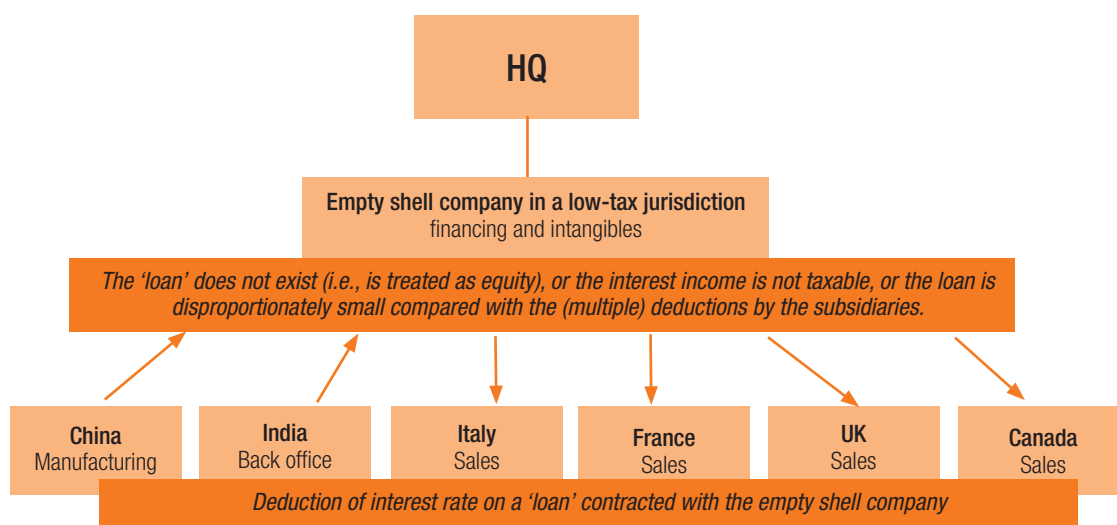 HQ
Empty shell company in a low-tax jurisdiction
financing and intangibles
The ‘loan’ does not exist (i.e., is treated as equity), or the interest income is not taxable, or the loan is
disproportionately small compared with the (multiple) deductions by the subsidiaries.
China
Manufacturing
India
Back office
Italy
Sales
France
Sales
UK
Sales
Canada
Sales
Deduction of interest rate on a ‘loan’ contracted with the empty shell company